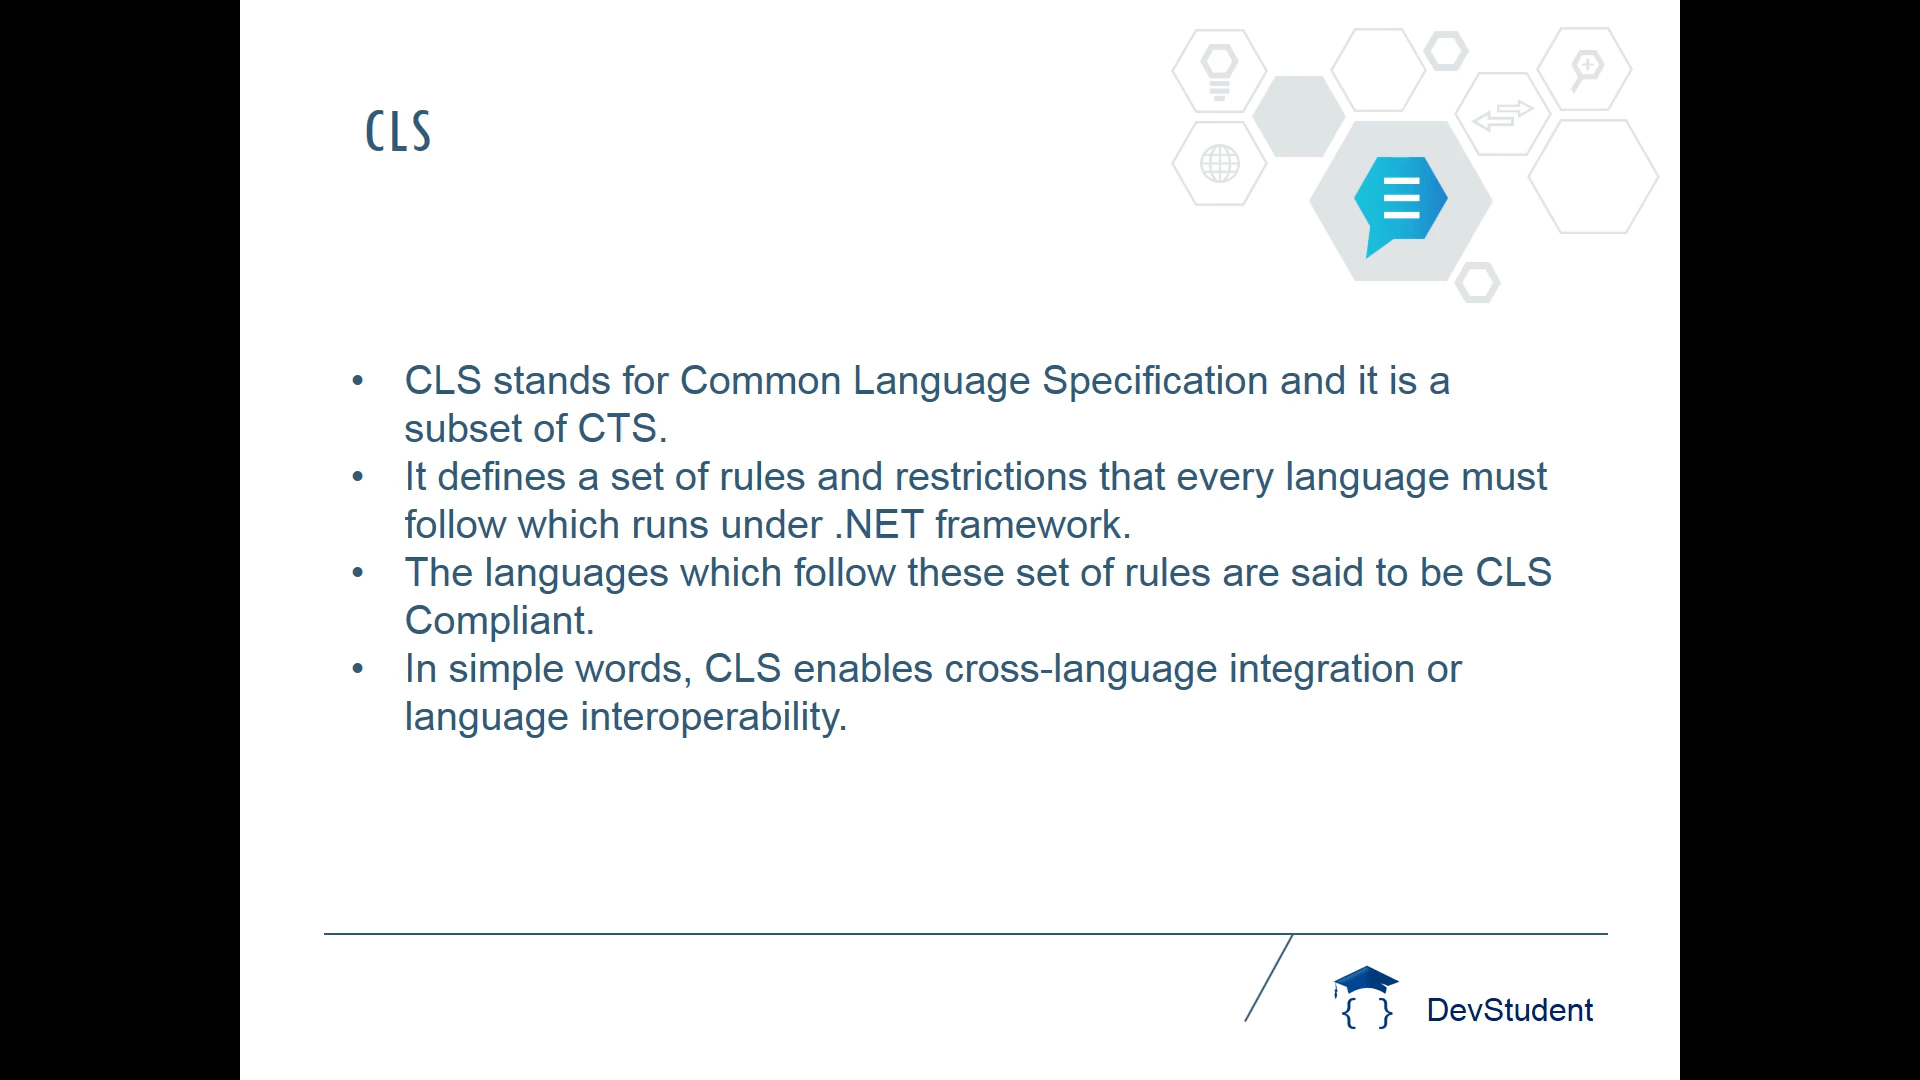 CLS
• CLS stands for Common Language Specification and it is a
subset of CTS.
• It defines a set of rules and restrictions that every language must
follow which runs under .NET framework.
• The languages which follow these set of rules are said to be CLS
Compliant.
• In simple words, CLS enables cross-language integration or
language interoperability.
{ } DevStudent